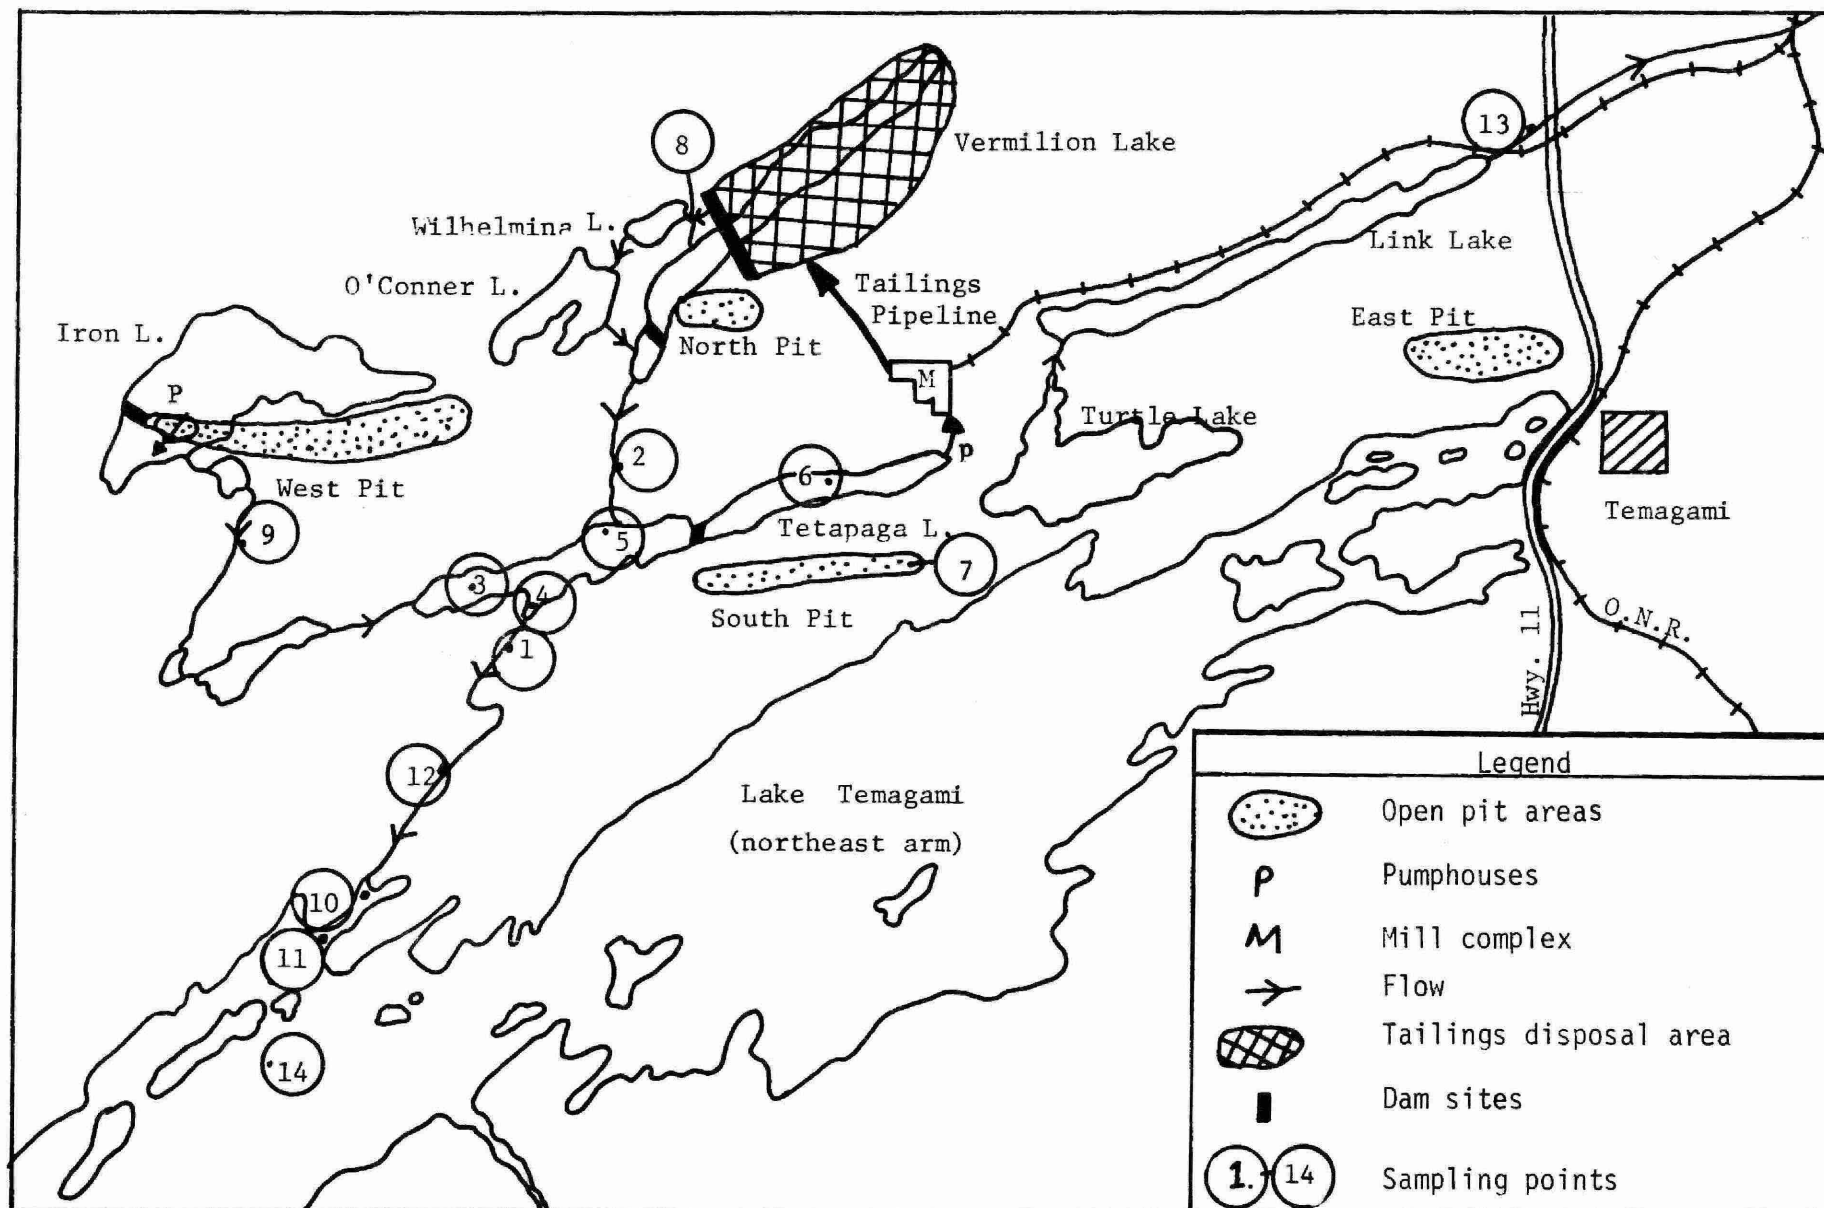 13
8
Vermilion Lake
Wilhelmina L.
Link Lake
O'Conner L.
Tailings
Pipeline
Iron L.
East Pit
North Pit
P
M
Turtle Lake
P
2
6
West Pit
Temagami
9
5
Tetapaga L.
7
3
4
South Pit
O.N.R.
1
Hwy. 11
12
Lake Temagami
(northeast arm)
10
11
14
Legend
Open pit areas
P Pumphouses
M Mill complex
Flow
Tailings disposal area
Dam sites
1. - 14 Sampling points